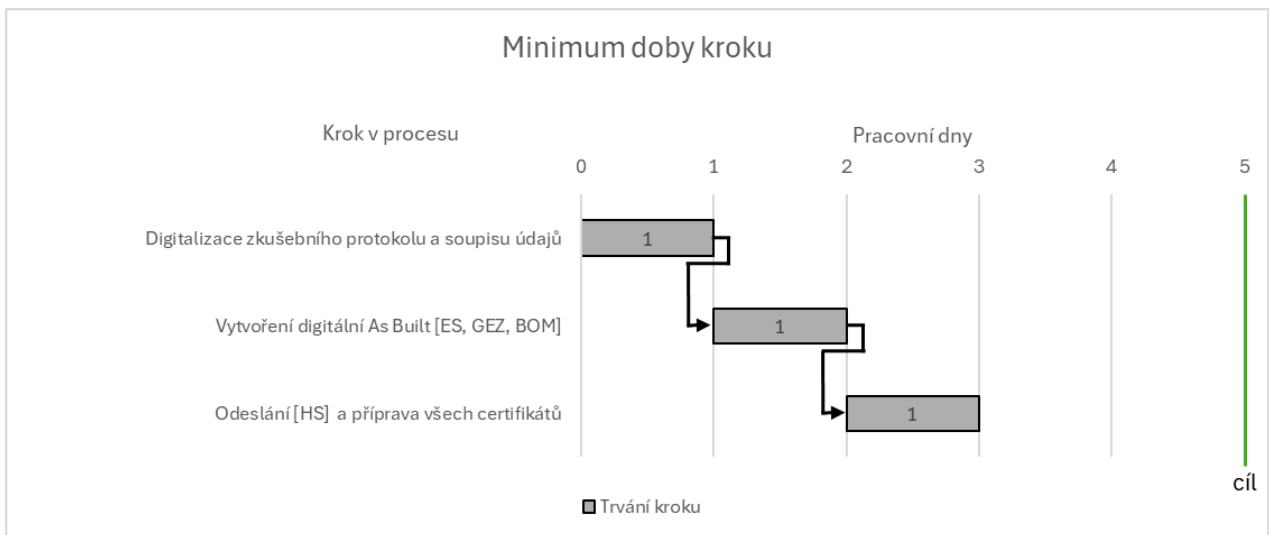 Minimum doby kroku
Krok v procesu
Pracovní dny
0 1 2 3 4 5
Digitalizace zkušebního protokolu a soupisu údajů
1
Vytvoření digitální As Built [ES, GEZ, BOM]
1
Odeslání [HS] a příprava všech certifikátů
1
cíl
Trvání kroku